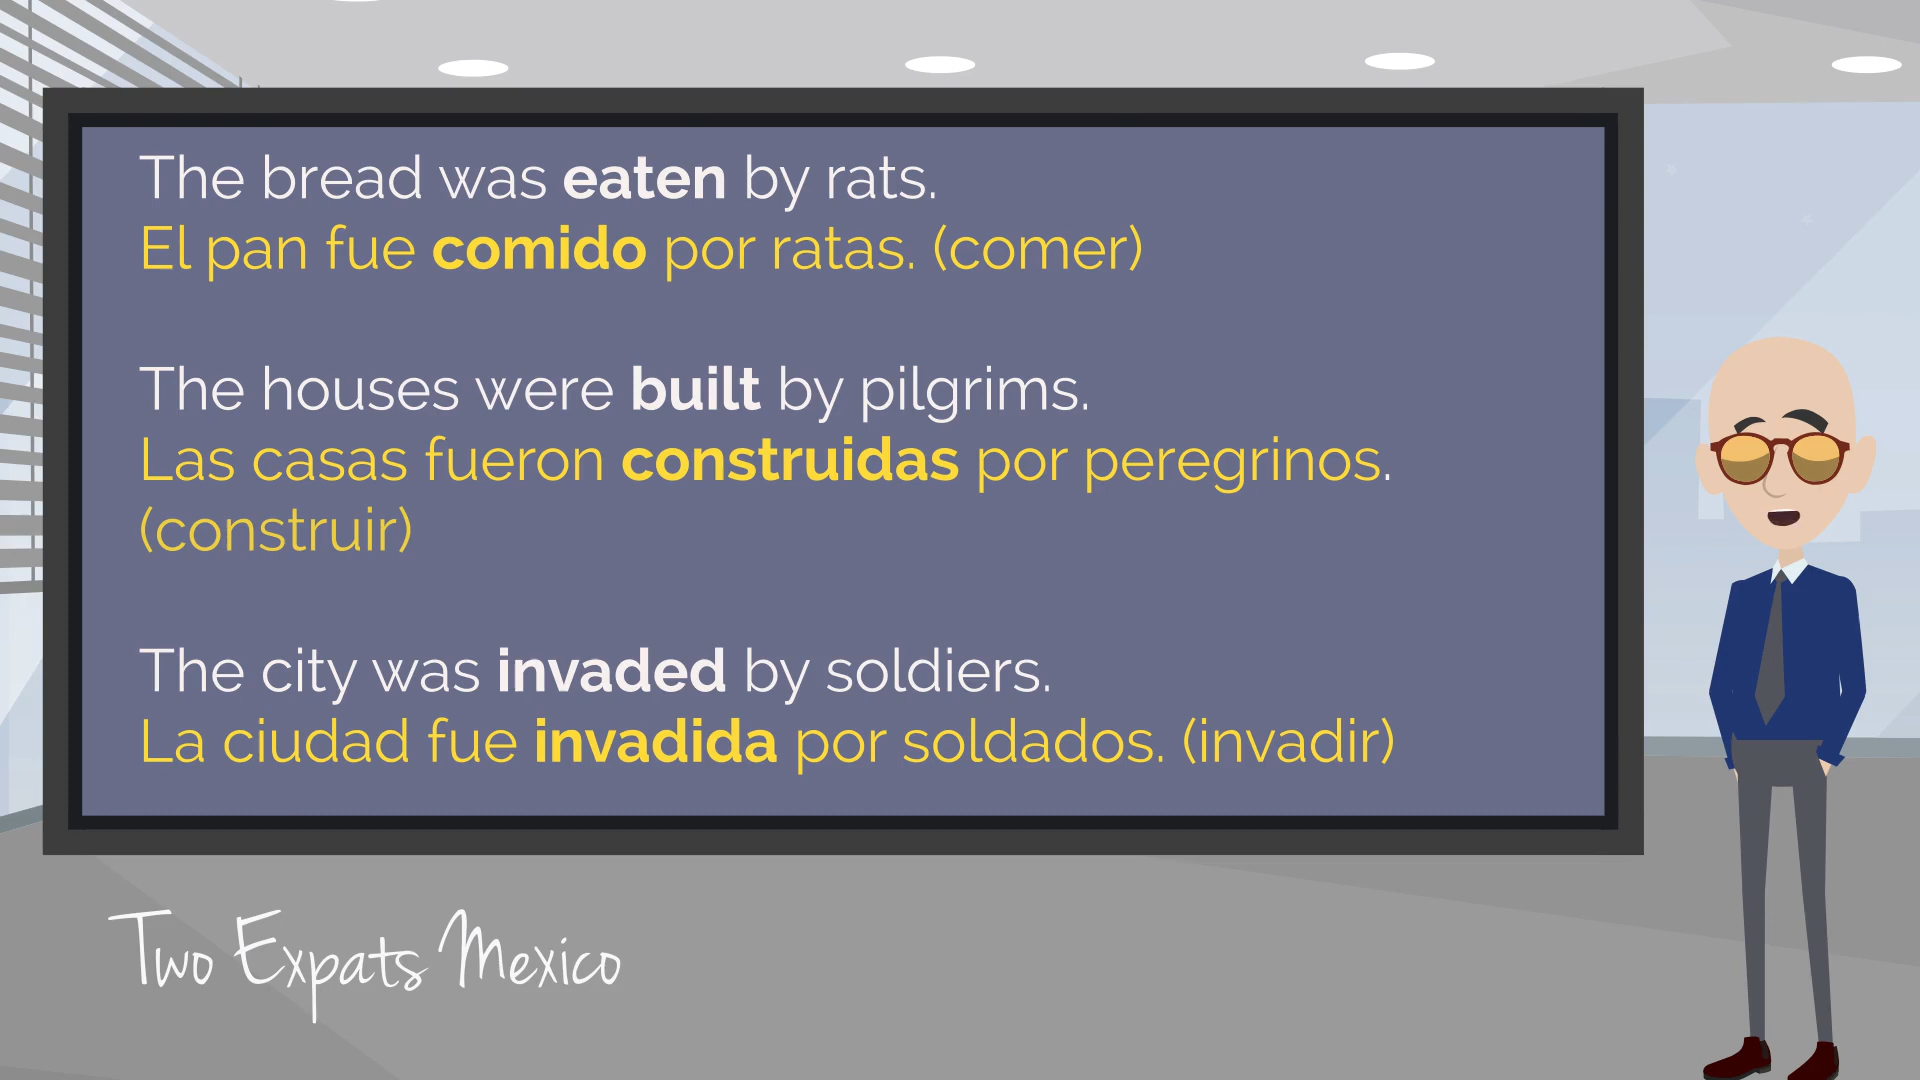 The bread was eaten by rats.
El pan fue comido por ratas. (comer)
The houses were built by pilgrims.
Las casas fueron construidas por peregrinos.
(construir)
The city was invaded by soldiers.
La ciudad fue invadida por soldados. (invadir)
Two Expats Mexico